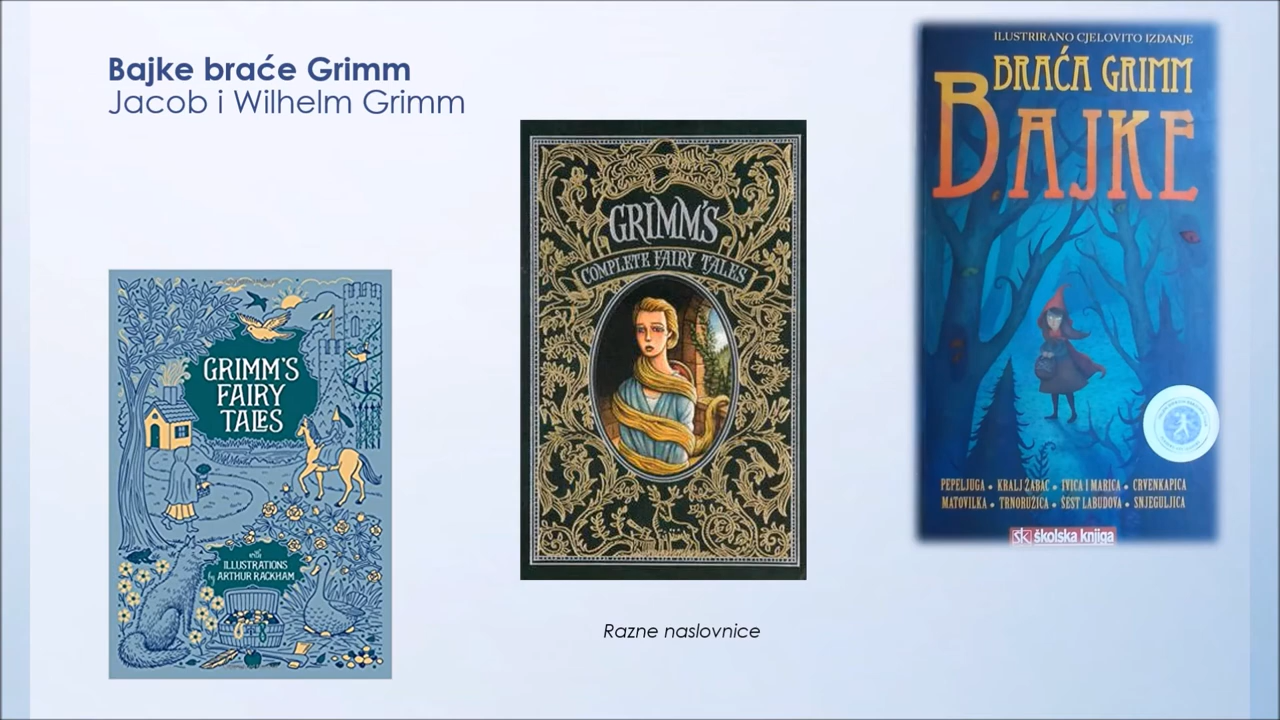 Bajke braće Grimm
Jacob i Wilhelm Grimm
GRIMM'S
FAIRY
TALES
with
ILLUSTRATIONS
by ARTHUR RACKHAM
GRIMM'S
COMPLETE FAIRY TALES
Razne naslovnice
ILUSTRIRANO CJELOVITO IZDANJE
BRAĆA GRIMM
BAJKE
PEPELJUGA • KRALJ ŽABAC • IVICA I MARICA • CRVENKAPICA
MATOVILKA • TRNORUŽICA • ŠEST LABUDOVA • SNJEGULJICA
sk školska knjiga